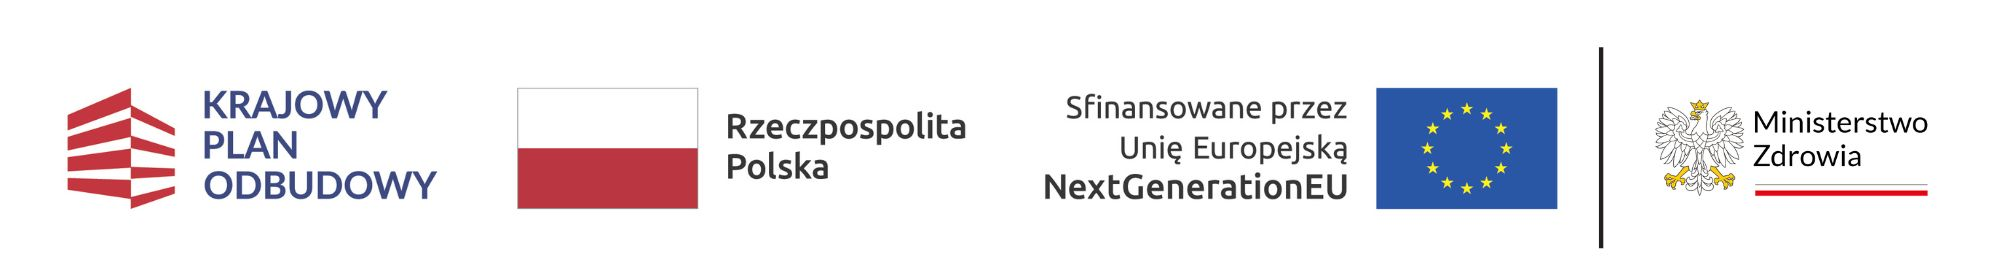 KRAJOWY
PLAN
ODBUDOWY
Rzeczpospolita
Polska
Sfinansowane przez
Unię Europejską
NextGenerationEU
Ministerstwo
Zdrowia